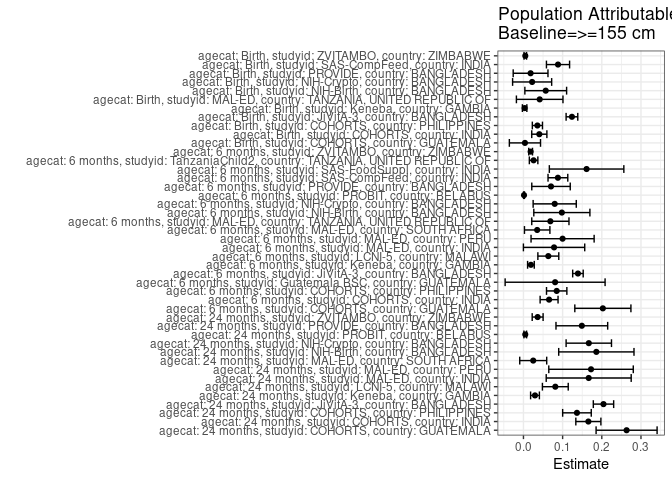 Population Attributable
Baseline=>=155 cm
agecat: Birth, studyid: ZVITAMBO, country: ZIMBABWE
agecat: Birth, studyid: SAS-CompFeed, country: INDIA
agecat: Birth, studyid: PROVIDE, country: BANGLADESH
agecat: Birth, studyid: NIH-Crypto, country: BANGLADESH
agecat: Birth, studyid: NIH-Birth, country: BANGLADESH
agecat: Birth, studyid: MAL-ED, country: TANZANIA, UNITED REPUBLIC OF
agecat: Birth, studyid: Keneba, country: GAMBIA
agecat: Birth, studyid: JiVitA-3, country: BANGLADESH
agecat: Birth, studyid: COHORTS, country: PHILIPPINES
agecat: Birth, studyid: COHORTS, country: INDIA
agecat: Birth, studyid: COHORTS, country: GUATEMALA
agecat: 6 months, studyid: ZVITAMBO, country: ZIMBABWE
agecat: 6 months, studyid: TanzaniaChild2, country: TANZANIA, UNITED REPUBLIC OF
agecat: 6 months, studyid: SAS-FoodSuppl, country: INDIA
agecat: 6 months, studyid: SAS-CompFeed, country: INDIA
agecat: 6 months, studyid: PROVIDE, country: BANGLADESH
agecat: 6 months, studyid: PROBIT, country: BELARUS
agecat: 6 months, studyid: NIH-Crypto, country: BANGLADESH
agecat: 6 months, studyid: NIH-Birth, country: BANGLADESH
agecat: 6 months, studyid: MAL-ED, country: TANZANIA, UNITED REPUBLIC OF
agecat: 6 months, studyid: MAL-ED, country: SOUTH AFRICA
agecat: 6 months, studyid: MAL-ED, country: PERU
agecat: 6 months, studyid: MAL-ED, country: INDIA
agecat: 6 months, studyid: LCNI-5, country: MALAWI
agecat: 6 months, studyid: Keneba, country: GAMBIA
agecat: 6 months, studyid: JiVitA-3, country: BANGLADESH
agecat: 6 months, studyid: Guatemala BSC, country: GUATEMALA
agecat: 6 months, studyid: COHORTS, country: PHILIPPINES
agecat: 6 months, studyid: COHORTS, country: INDIA
agecat: 6 months, studyid: COHORTS, country: GUATEMALA
agecat: 24 months, studyid: ZVITAMBO, country: ZIMBABWE
agecat: 24 months, studyid: PROVIDE, country: BANGLADESH
agecat: 24 months, studyid: PROBIT, country: BELARUS
agecat: 24 months, studyid: NIH-Crypto, country: BANGLADESH
agecat: 24 months, studyid: NIH-Birth, country: BANGLADESH
agecat: 24 months, studyid: MAL-ED, country: SOUTH AFRICA
agecat: 24 months, studyid: MAL-ED, country: PERU
agecat: 24 months, studyid: MAL-ED, country: INDIA
agecat: 24 months, studyid: LCNI-5, country: MALAWI
agecat: 24 months, studyid: Keneba, country: GAMBIA
agecat: 24 months, studyid: JiVitA-3, country: BANGLADESH
agecat: 24 months, studyid: COHORTS, country: PHILIPPINES
agecat: 24 months, studyid: COHORTS, country: INDIA
agecat: 24 months, studyid: COHORTS, country: GUATEMALA
0.0 0.1 0.2 0.3
Estimate